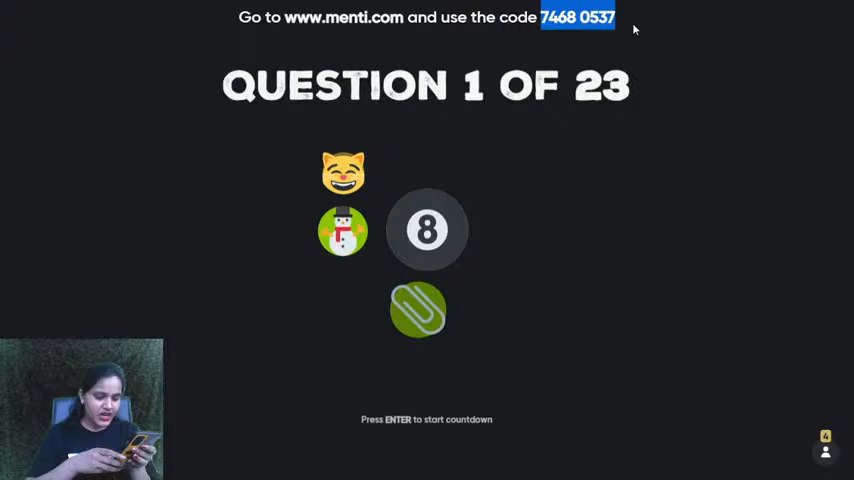 Go to www.menti.com and use the code 7468 0537
QUESTION 1 OF 23
8
Press ENTER to start countdown
4